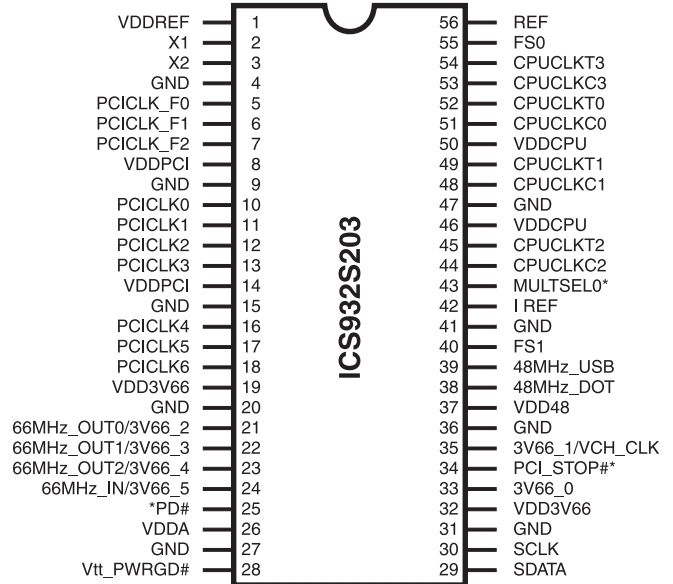 VDDREF 1 56 REF
X1 2 55 FS0
X2 3 54 CPUCLKT3
GND 4 53 CPUCLKC3
PCICLK_F0 5 52 CPUCLKT0
PCICLK_F1 6 51 CPUCLKC0
PCICLK_F2 7 50 VDDCPU
VDDPCI 8 49 CPUCLKT1
GND 9 48 CPUCLKC1
PCICLK0 10 47 GND
PCICLK1 11 46 VDDCPU
PCICLK2 12 45 CPUCLKT2
PCICLK3 13 44 CPUCLKC2
VDDPCI 14 43 MULTSEL0*
GND 15 42 I REF
PCICLK4 16 41 GND
PCICLK5 17 40 FS1
PCICLK6 18 39 48MHz_USB
VDD3V66 19 38 48MHz_DOT
GND 20 37 VDD48
66MHz_OUT0/3V66_2 21 36 GND
66MHz_OUT1/3V66_3 22 35 3V66_1/VCH_CLK
66MHz_OUT2/3V66_4 23 34 PCI_STOP#*
66MHz_IN/3V66_5 24 33 3V66_0
*PD# 25 32 VDD3V66
VDDA 26 31 GND
GND 27 30 SCLK
Vtt_PWRGD# 28 29 SDATA
ICS932S203